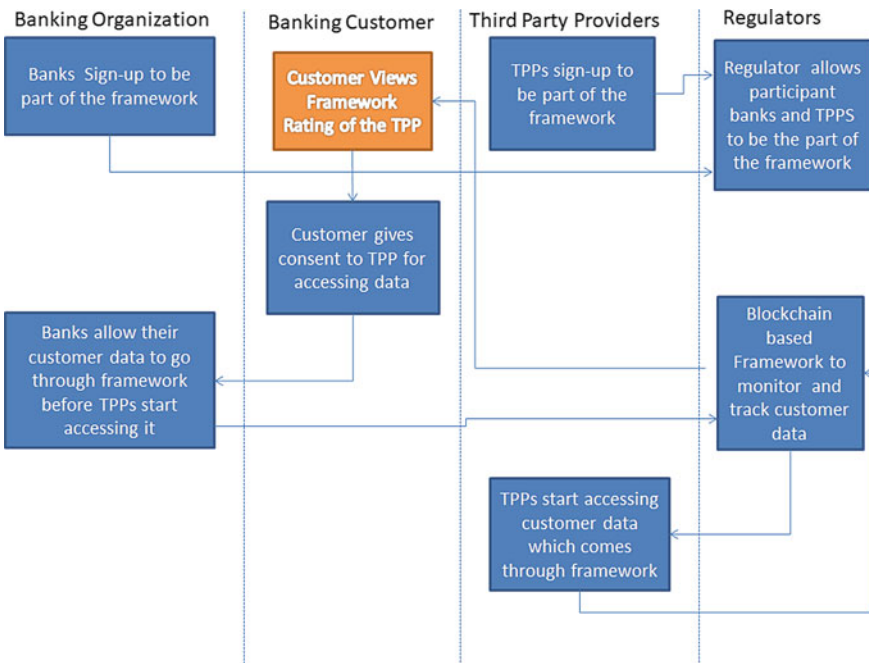 Banking Organization
Banking Customer
Third Party Providers
Regulators
Banks Sign-up to be
part of the framework
Customer Views
Framework
Rating of the TPP
TPPs sign-up to
be part of the
framework
Regulator allows
participant
banks and TPPS
to be the part of
the framework
Customer gives
consent to TPP for
accessing data
Banks allow their
customer data to go
through framework
before TPPs start
accessing it
Blockchain
based
Framework to
monitor and
track customer
data
TPPs start accessing
customer data
which comes
through framework